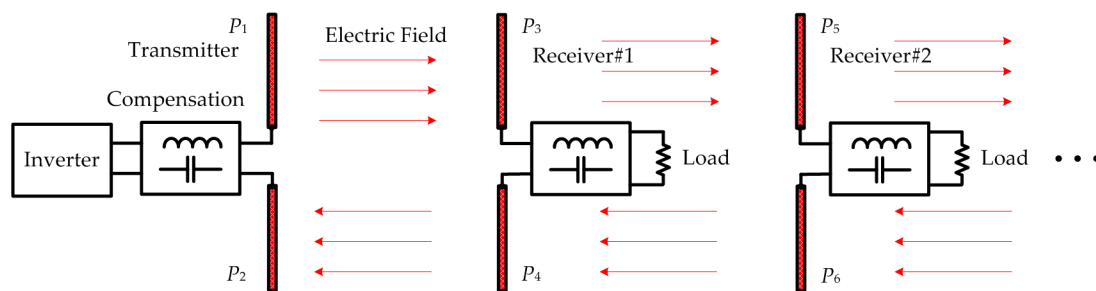 P1
Transmitter
Electric Field
P3
Receiver#1
P5
Receiver#2
Compensation
Inverter
Load
Load
• • •
P2
P4
P6